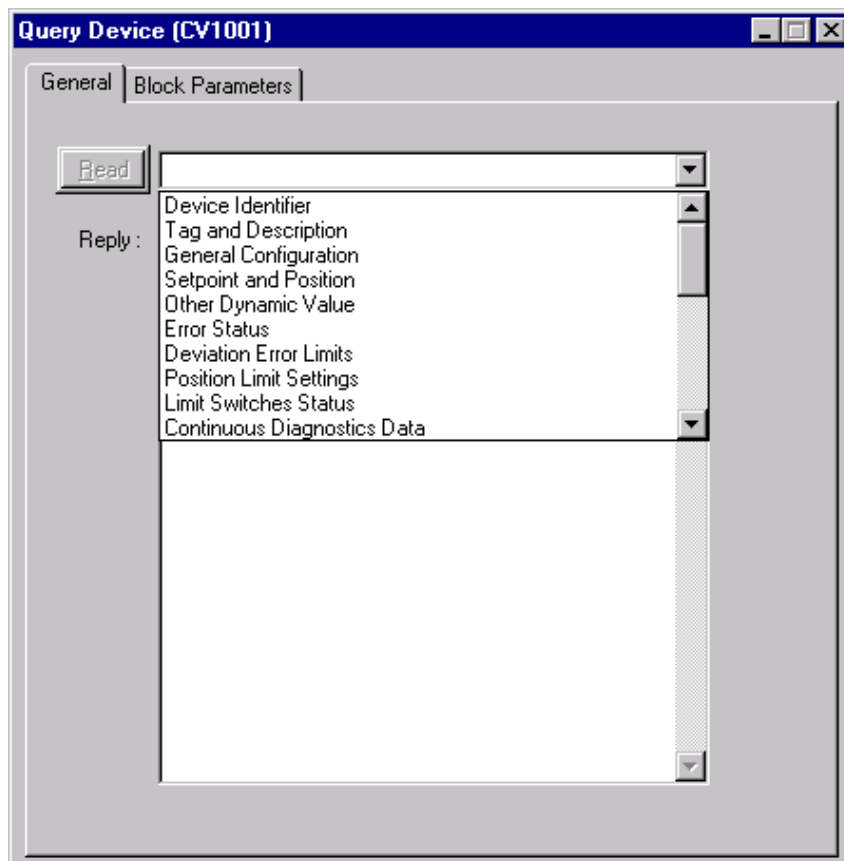 Query Device (CV1001)
General
Block Parameters
Read
Reply :
Device Identifier
Tag and Description
General Configuration
Setpoint and Position
Other Dynamic Value
Error Status
Deviation Error Limits
Position Limit Settings
Limit Switches Status
Continuous Diagnostics Data